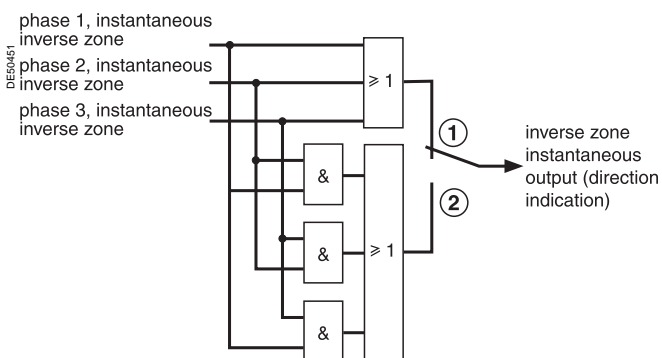 phase 1, instantaneous
inverse zone
DE50451
phase 2, instantaneous
inverse zone
phase 3, instantaneous
inverse zone
⩾ 1
1
inverse zone
instantaneous
output (direction
indication)
&
2
&
⩾ 1
&